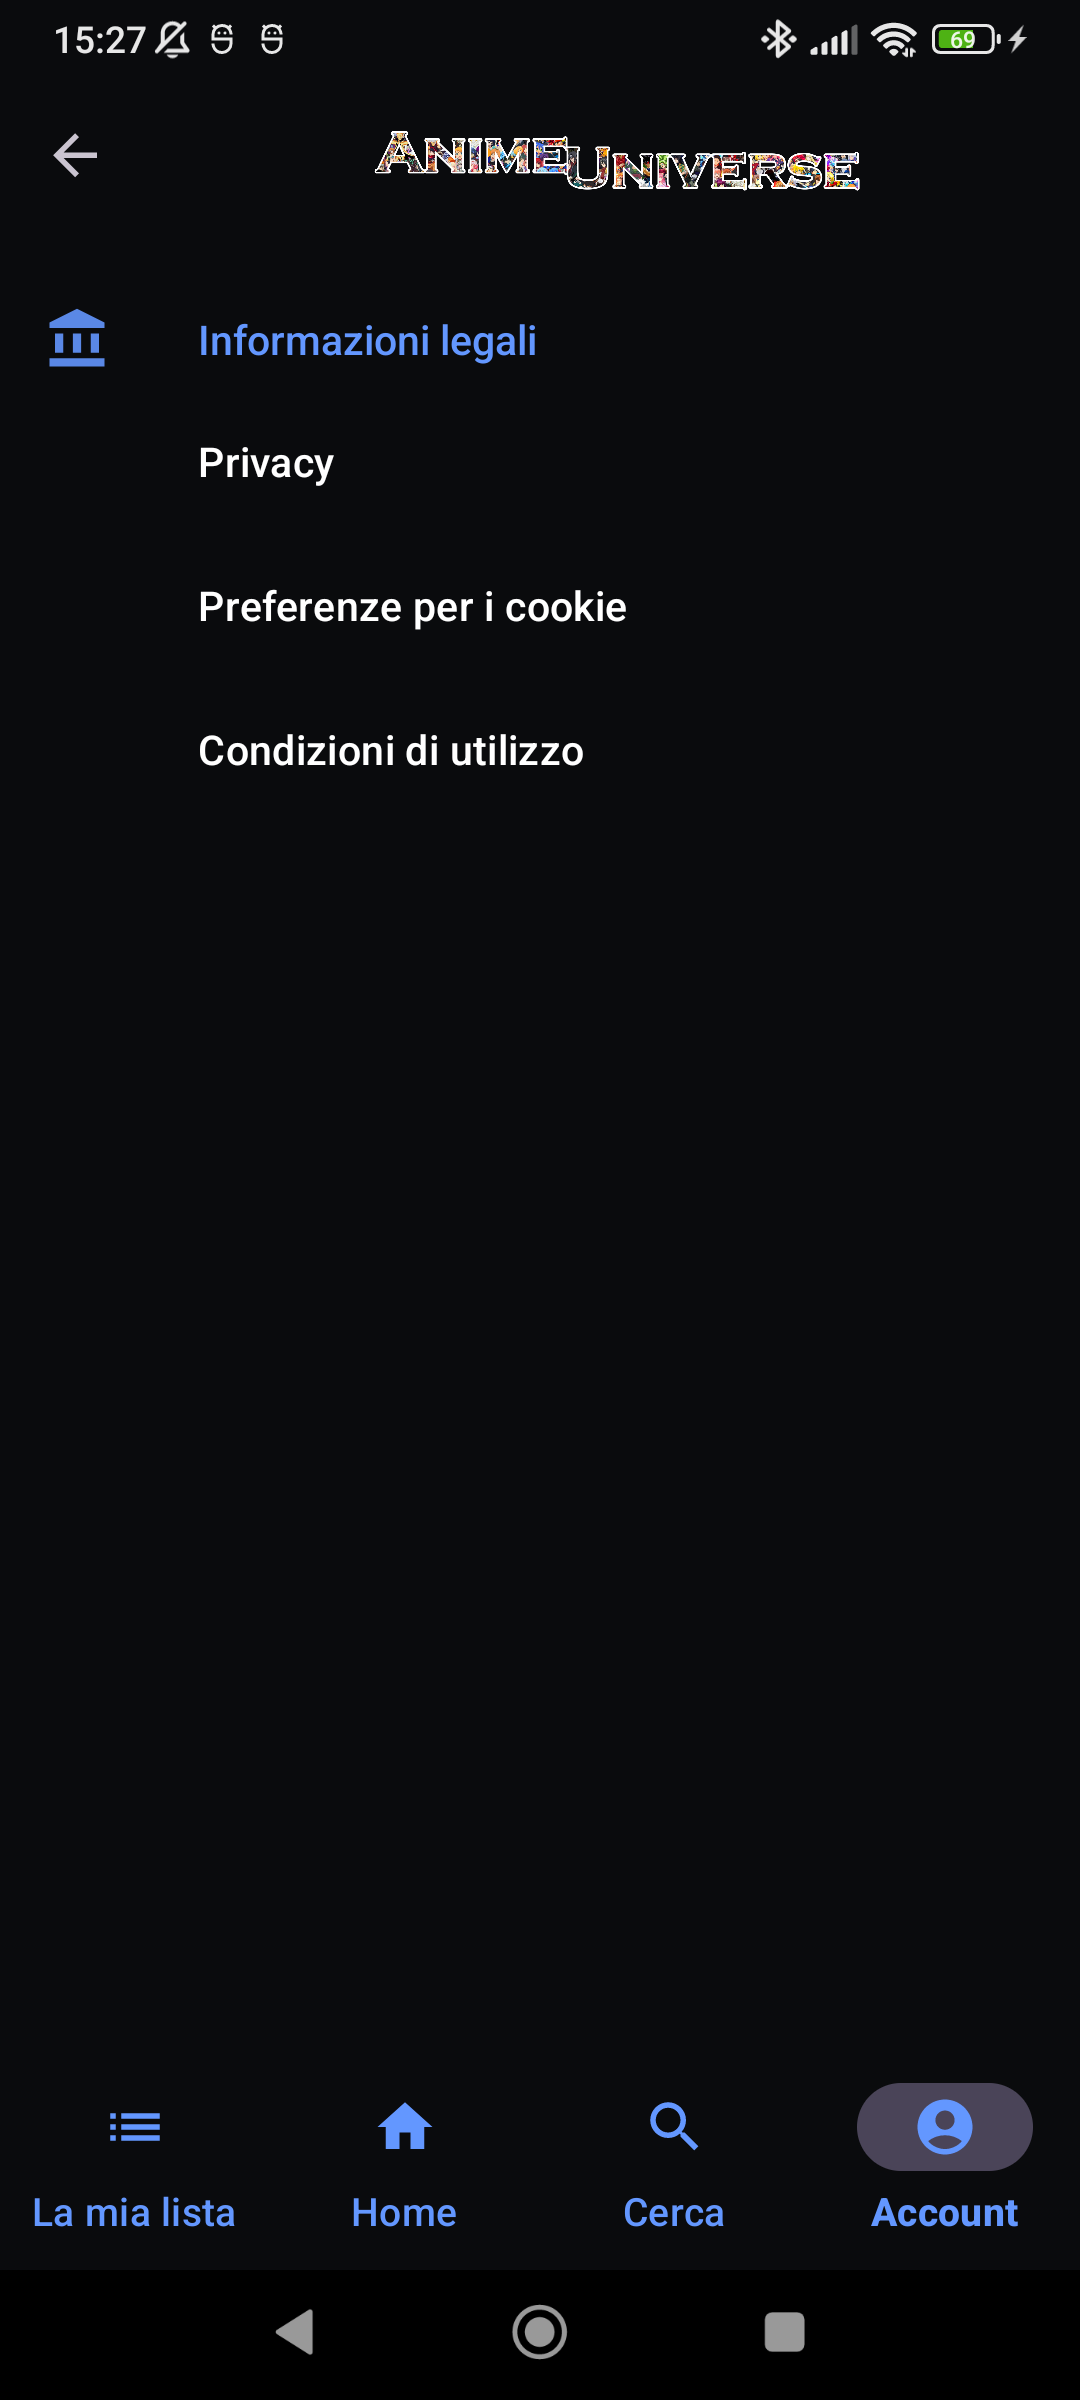 15:27
69
ANIMEUNIVERSE
Informazioni legali
Privacy
Preferenze per i cookie
Condizioni di utilizzo
La mia lista
Home
Cerca
Account